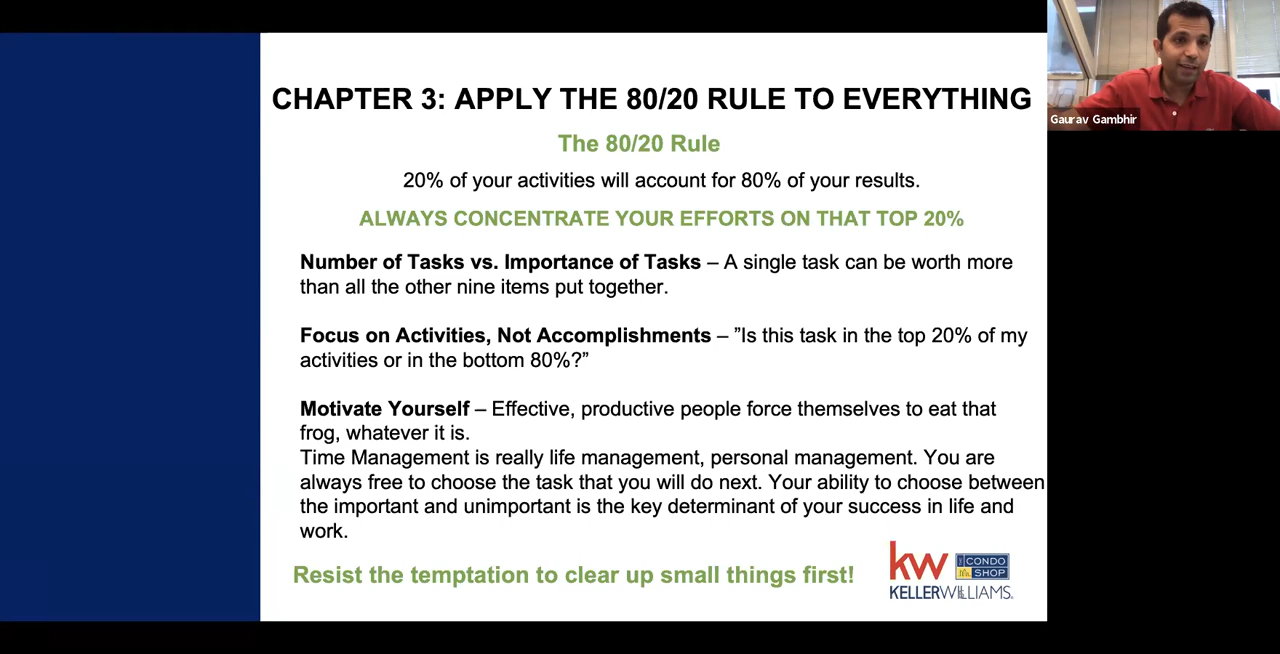 CHAPTER 3: APPLY THE 80/20 RULE TO EVERYTHING
The 80/20 Rule
20% of your activities will account for 80% of your results.
ALWAYS CONCENTRATE YOUR EFFORTS ON THAT TOP 20%
Number of Tasks vs. Importance of Tasks – A single task can be worth more
than all the other nine items put together.
Focus on Activities, Not Accomplishments – ”Is this task in the top 20% of my
activities or in the bottom 80%?”
Motivate Yourself – Effective, productive people force themselves to eat that
frog, whatever it is.
Time Management is really life management, personal management. You are
always free to choose the task that you will do next. Your ability to choose between
the important and unimportant is the key determinant of your success in life and
work.
Resist the temptation to clear up small things first!
kw
CONDO
SHOP
KELLERWILLIAMS.
Gaurav Gambhir